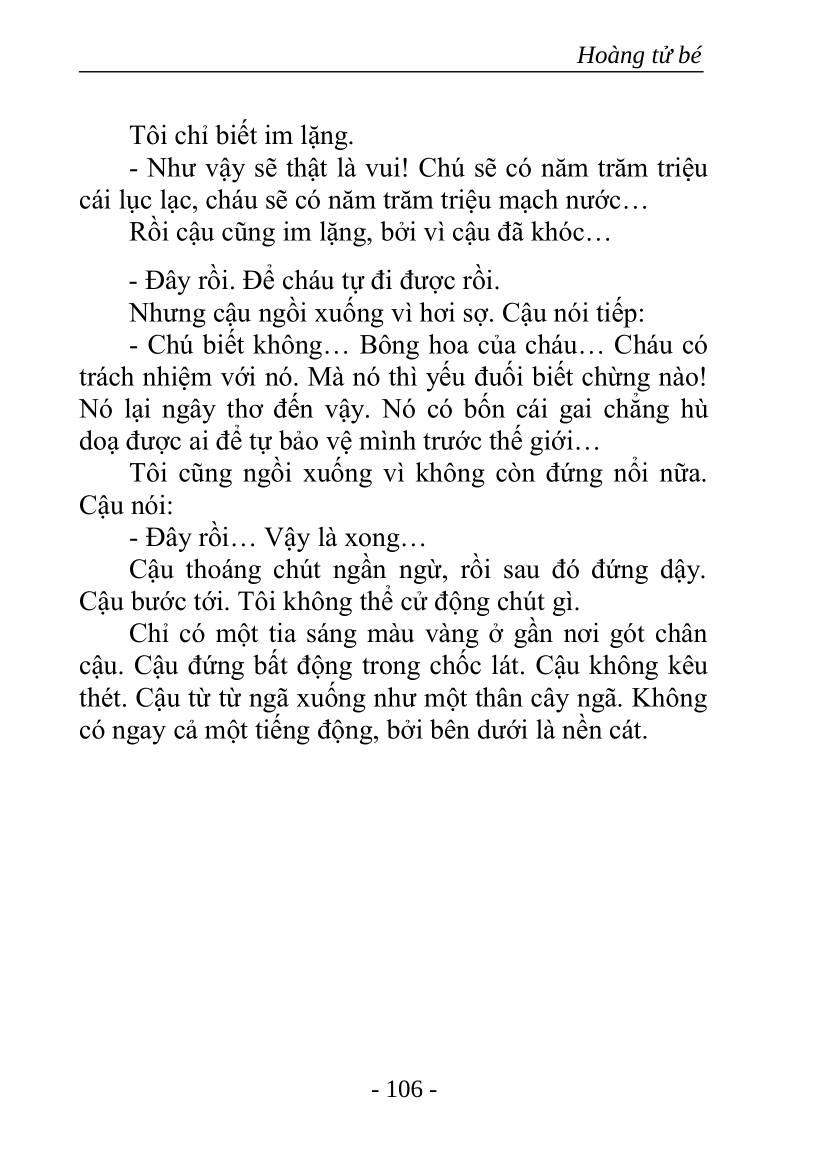 Hoàng tử bé
Tôi chỉ biết im lặng.
- Như vậy sẽ thật là vui! Chú sẽ có năm trăm triệu
cái lục lạc, cháu sẽ có năm trăm triệu mạch nước…
Rồi cậu cũng im lặng, bởi vì cậu đã khóc…
- Đây rồi. Để cháu tự đi được rồi.
Nhưng cậu ngồi xuống vì hơi sợ. Cậu nói tiếp:
- Chú biết không… Bông hoa của cháu… Cháu có
trách nhiệm với nó. Mà nó thì yếu đuối biết chừng nào!
Nó lại ngây thơ đến vậy. Nó có bốn cái gai chẳng hù
doạ được ai để tự bảo vệ mình trước thế giới…
Tôi cũng ngồi xuống vì không còn đứng nổi nữa.
Cậu nói:
- Đây rồi… Vậy là xong…
Cậu thoáng chút ngần ngừ, rồi sau đó đứng dậy.
Cậu bước tới. Tôi không thể cử động chút gì.
Chỉ có một tia sáng màu vàng ở gần nơi gót chân
cậu. Cậu đứng bất động trong chốc lát. Cậu không kêu
thét. Cậu từ từ ngã xuống như một thân cây ngã. Không
có ngay cả một tiếng động, bởi bên dưới là nền cát.
- 106 -